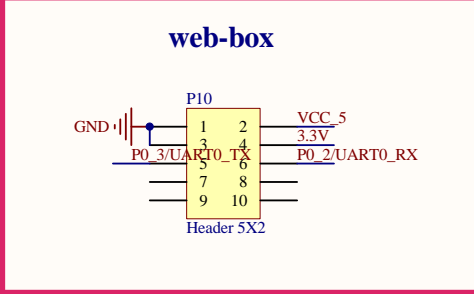 web-box
P10
GND 1 2 VCC_5
3 4 3.3V
P0_3/UART0_TX 5 6 P0_2/UART0_RX
7 8
9 10
Header 5X2